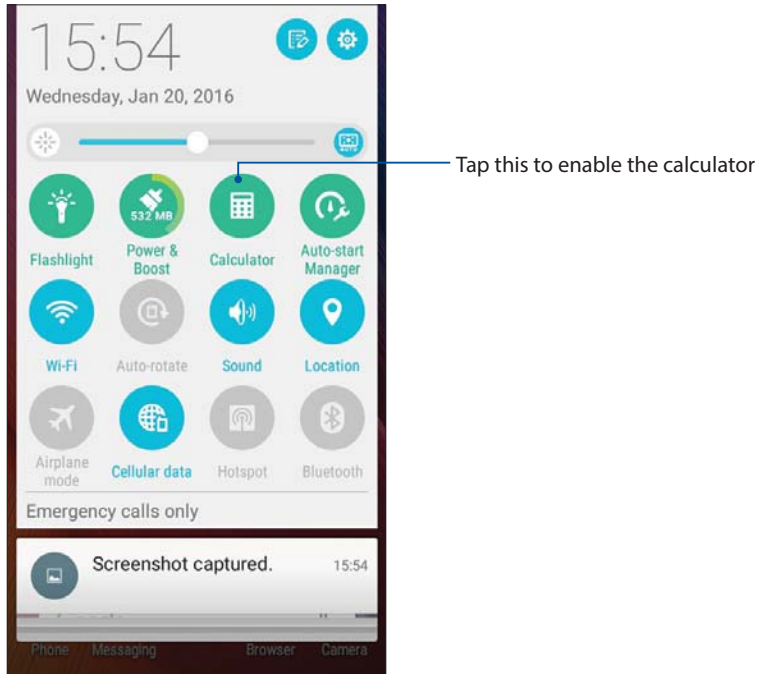 15:54
Wednesday, Jan 20, 2016
AUTO
Tap this to enable the calculator
532 MB
Flashlight
Power &
Boost
Calculator
Auto-start
Manager
Wi-Fi
Auto-rotate
Sound
Location
Airplane
mode
Cellular data
Hotspot
Bluetooth
Emergency calls only
Screenshot captured.
15:54
Phone Messaging Browser Camera